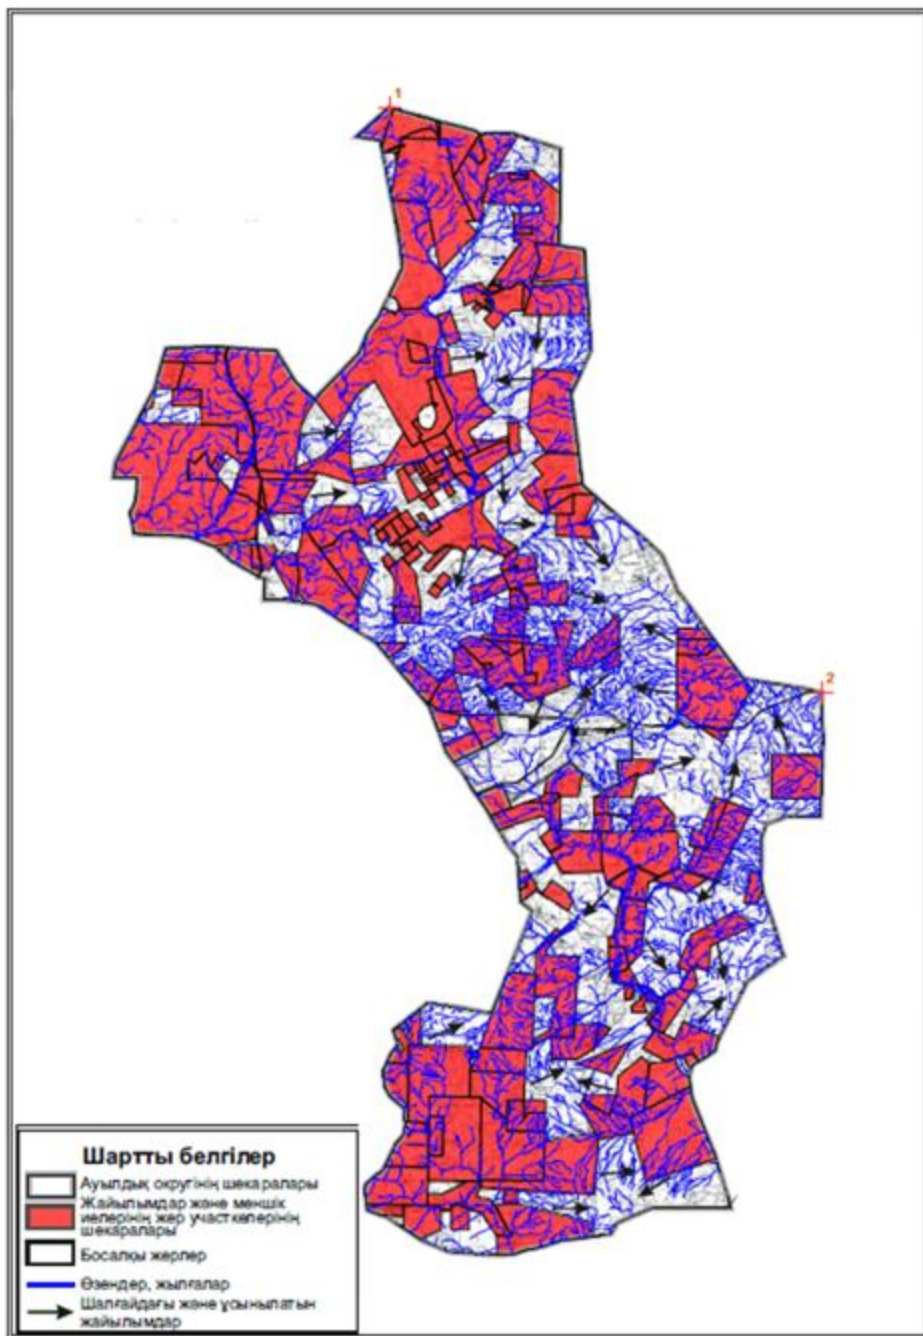 1
2
Шартты белгілер
Ауылдық округінің шекаралары
Жайылымдар және меншік
иелерінің жер участкелерінің
шекаралары
Босалқы жерлер
Өзендер, жылғалар
Шалғайдағы және ұсынылатын
жайылымдар